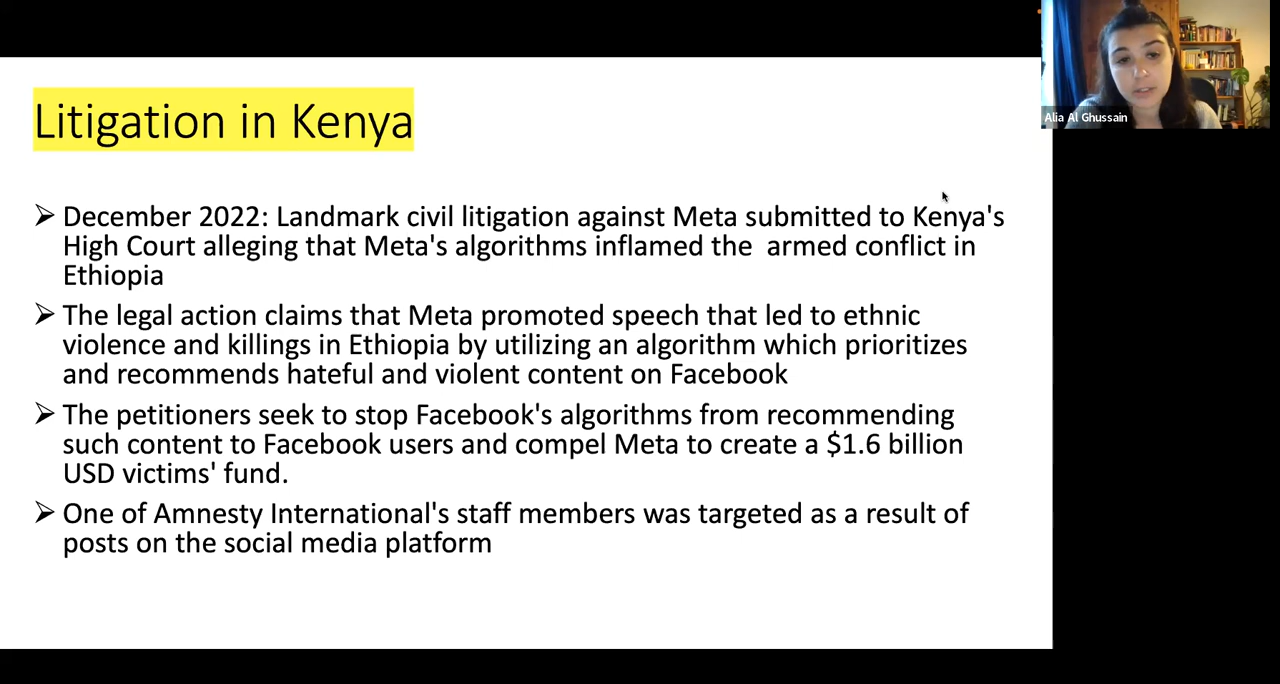 Litigation in Kenya
Alia Al Ghussain
➢ December 2022: Landmark civil litigation against Meta submitted to Kenya's
High Court alleging that Meta's algorithms inflamed the  armed conflict in
Ethiopia
➢ The legal action claims that Meta promoted speech that led to ethnic
violence and killings in Ethiopia by utilizing an algorithm which prioritizes
and recommends hateful and violent content on Facebook
➢ The petitioners seek to stop Facebook's algorithms from recommending
such content to Facebook users and compel Meta to create a $1.6 billion
USD victims' fund.
➢ One of Amnesty International's staff members was targeted as a result of
posts on the social media platform